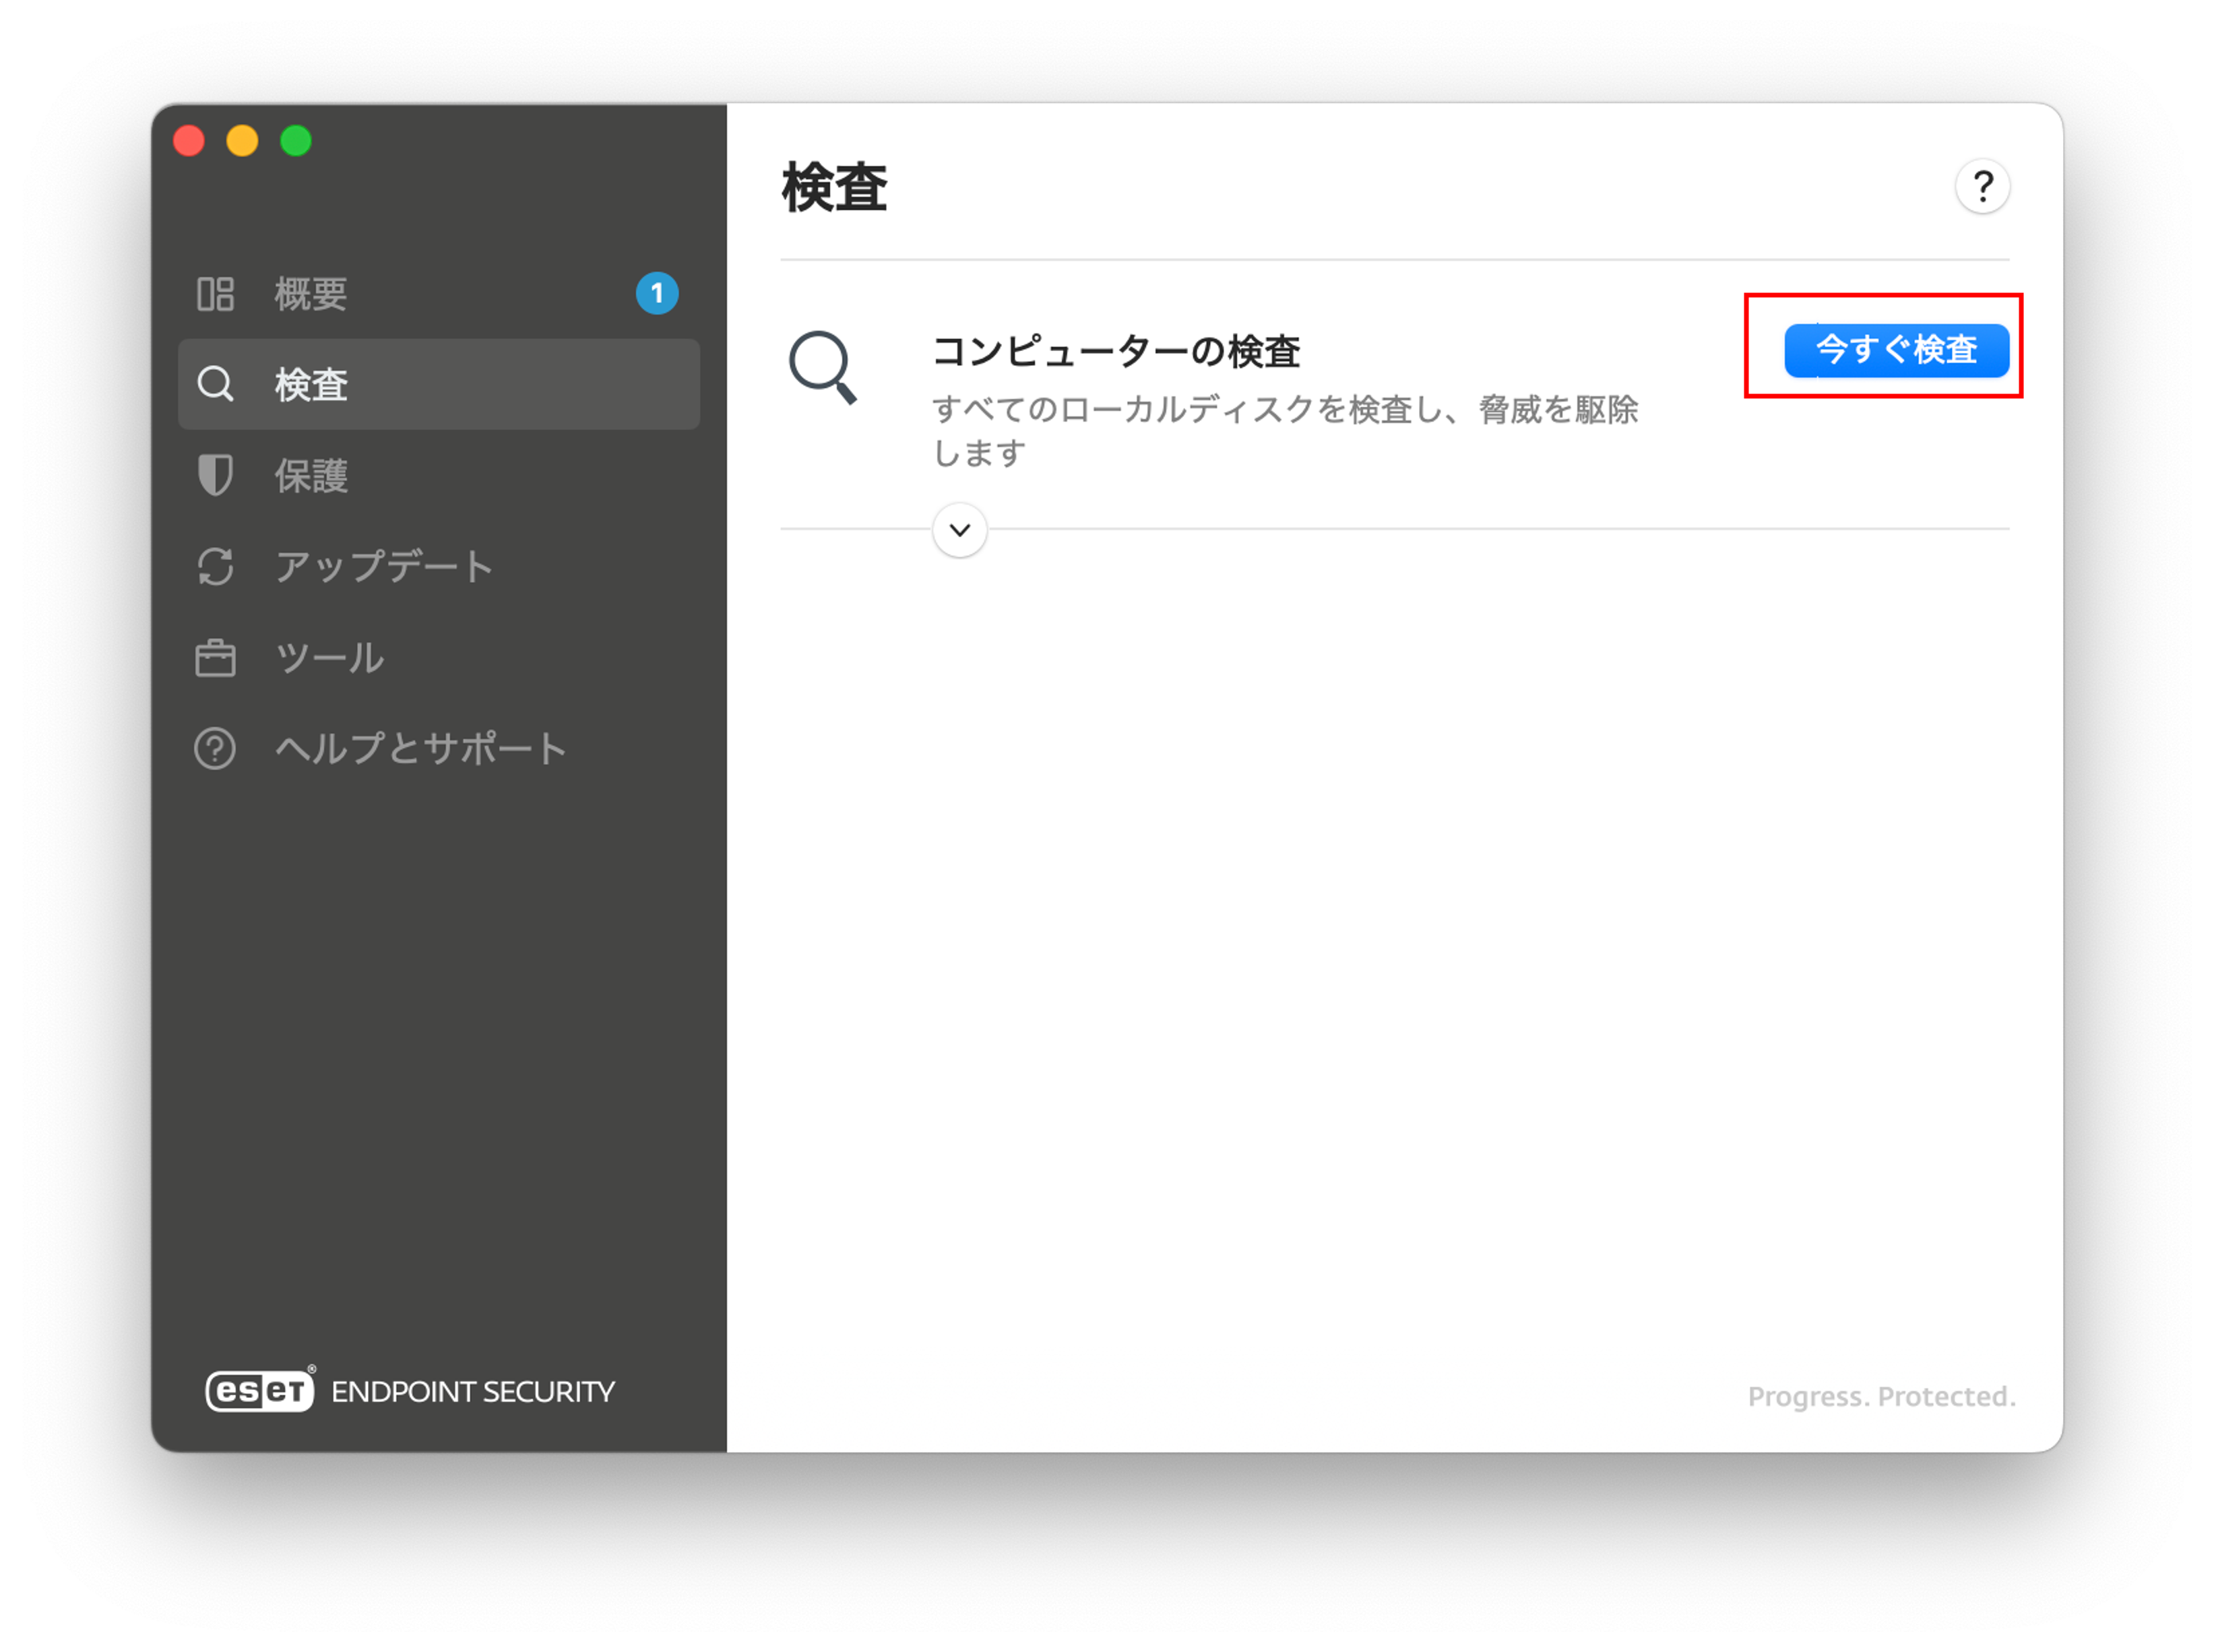 概要
1
検査
保護
アップデート
ツール
ヘルプとサポート
eset® ENDPOINT SECURITY
検査
?
コンピューターの検査
今すぐ検査
すべてのローカルディスクを検査し、脅威を駆除
します
Progress. Protected.